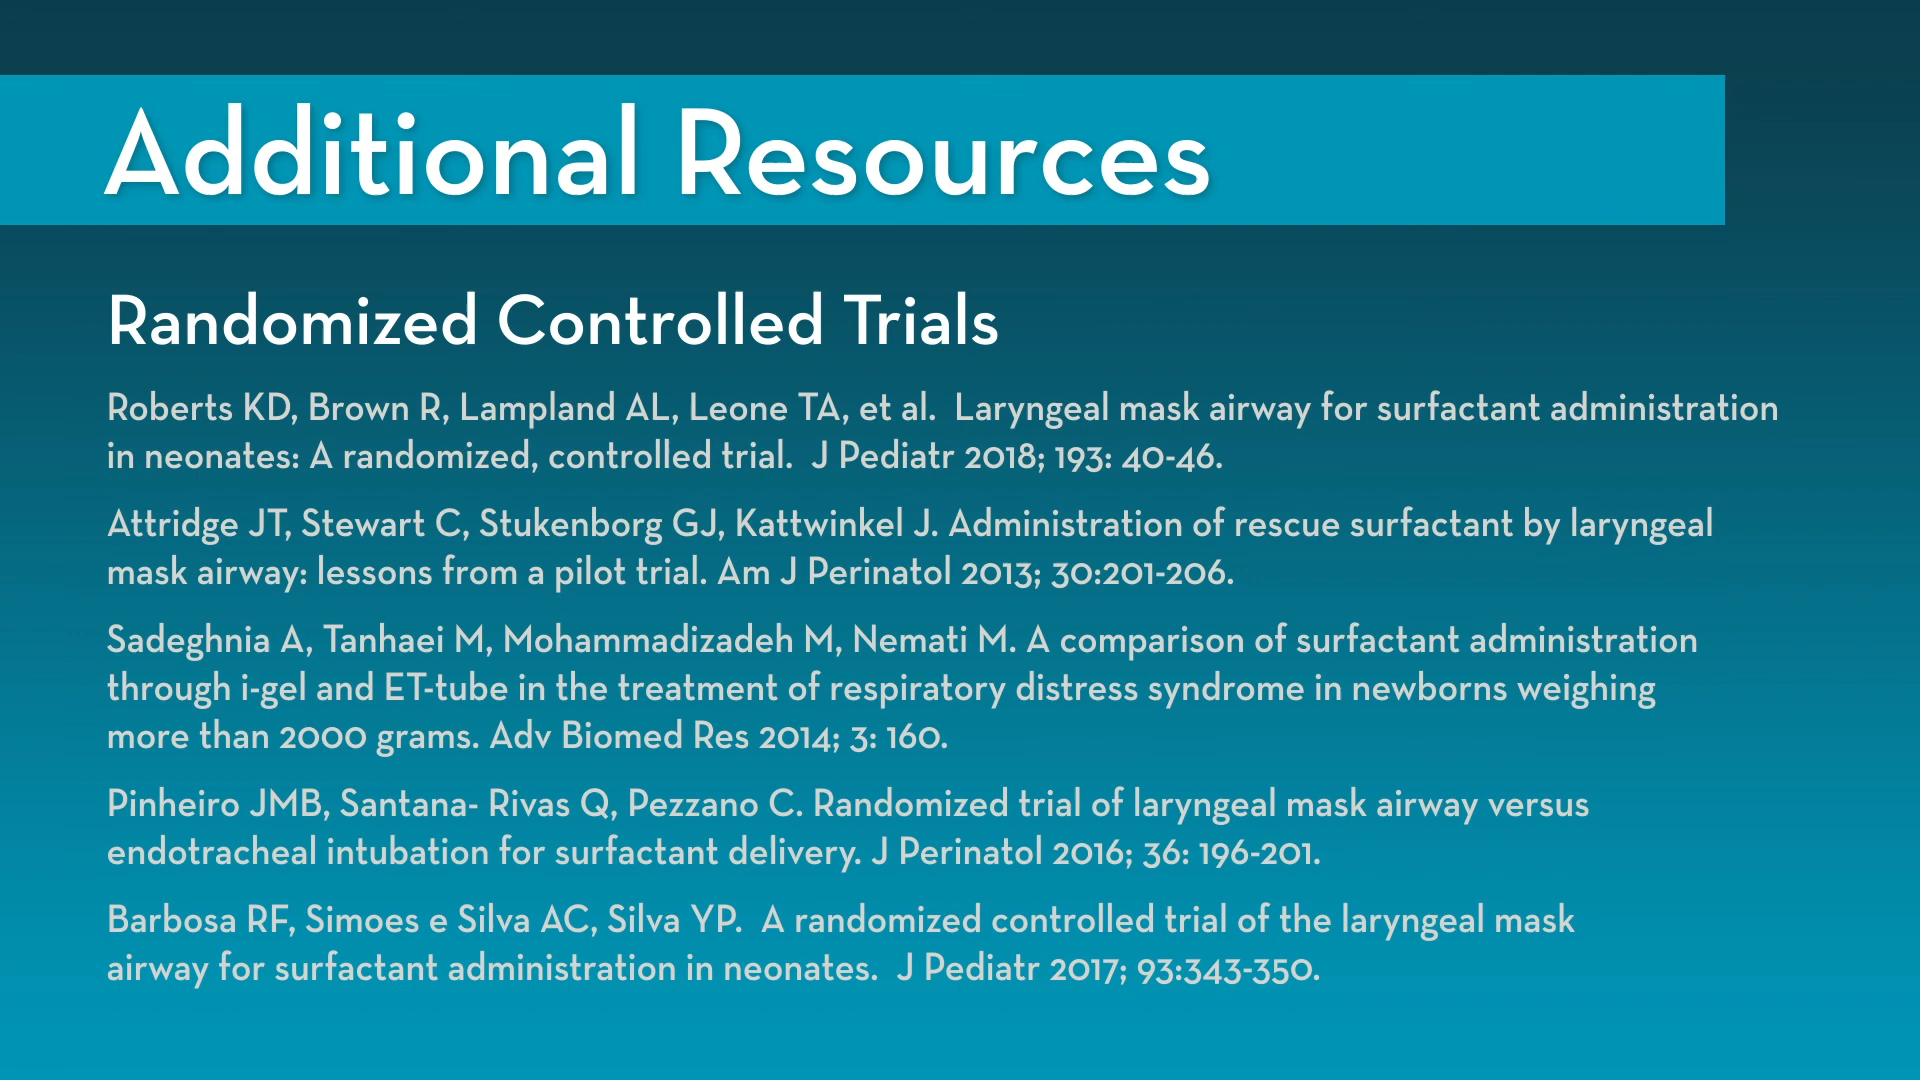 Additional Resources
Randomized Controlled Trials
Roberts KD, Brown R, Lampland AL, Leone TA, et al.  Laryngeal mask airway for surfactant administration
in neonates: A randomized, controlled trial.  J Pediatr 2018; 193: 40-46.
Attridge JT, Stewart C, Stukenborg GJ, Kattwinkel J. Administration of rescue surfactant by laryngeal
mask airway: lessons from a pilot trial. Am J Perinatol 2013; 30:201-206.
Sadeghnia A, Tanhaei M, Mohammadizadeh M, Nemati M. A comparison of surfactant administration
through i-gel and ET-tube in the treatment of respiratory distress syndrome in newborns weighing
more than 2000 grams. Adv Biomed Res 2014; 3: 160.
Pinheiro JMB, Santana- Rivas Q, Pezzano C. Randomized trial of laryngeal mask airway versus
endotracheal intubation for surfactant delivery. J Perinatol 2016; 36: 196-201.
Barbosa RF, Simoes e Silva AC, Silva YP.  A randomized controlled trial of the laryngeal mask
airway for surfactant administration in neonates.  J Pediatr 2017; 93:343-350.